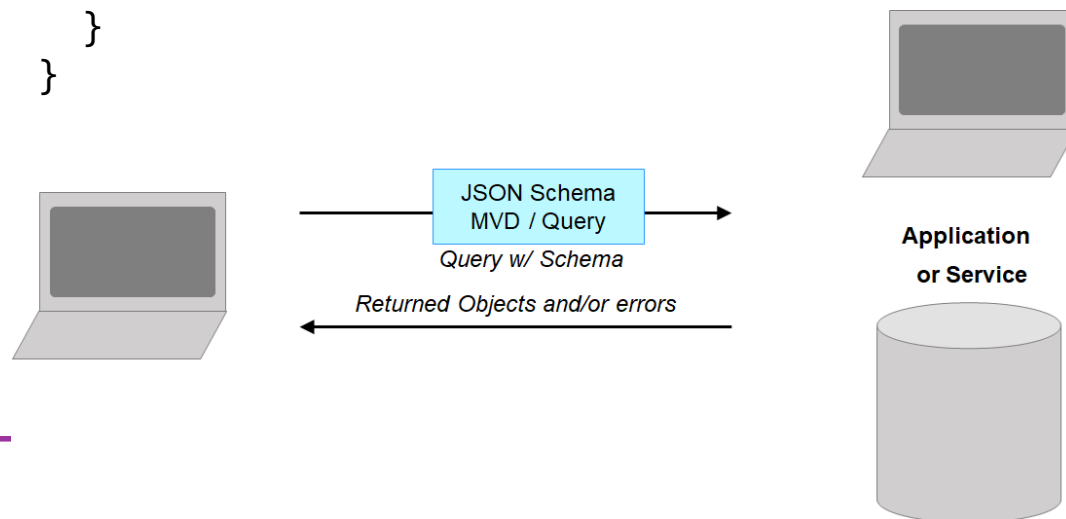 }
}
JSON Schema
MVD / Query
Query w/ Schema
Returned Objects and/or errors
Application
or Service